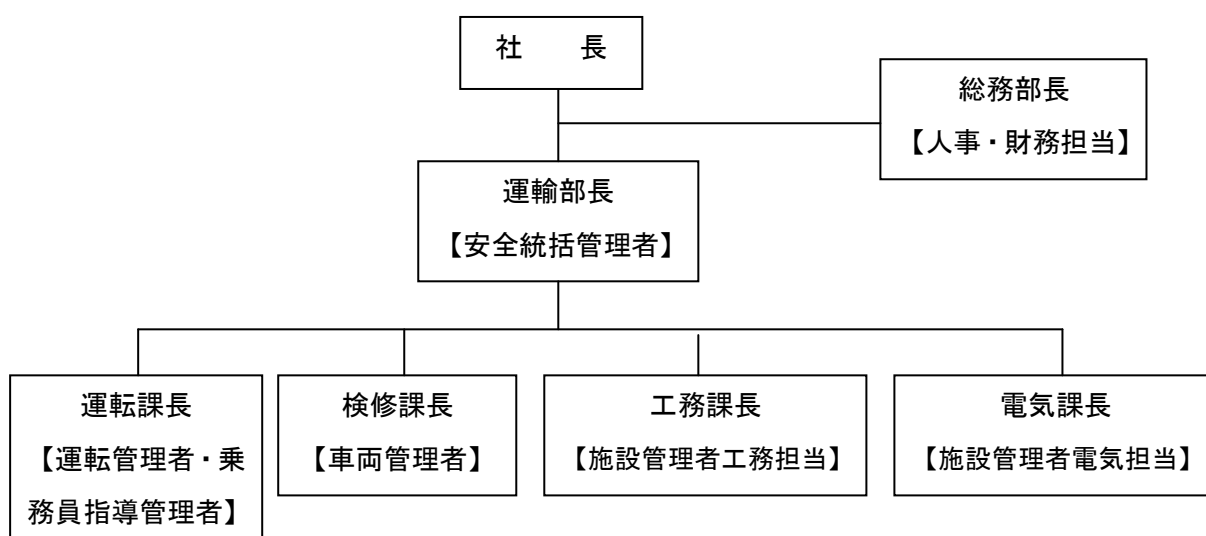 社　　長
総務部長
【人事・財務担当】
運輸部長
【安全統括管理者】
運転課長
【運転管理者・乗
務員指導管理者】
検修課長
【車両管理者】
工務課長
【施設管理者工務担当】
電気課長
【施設管理者電気担当】